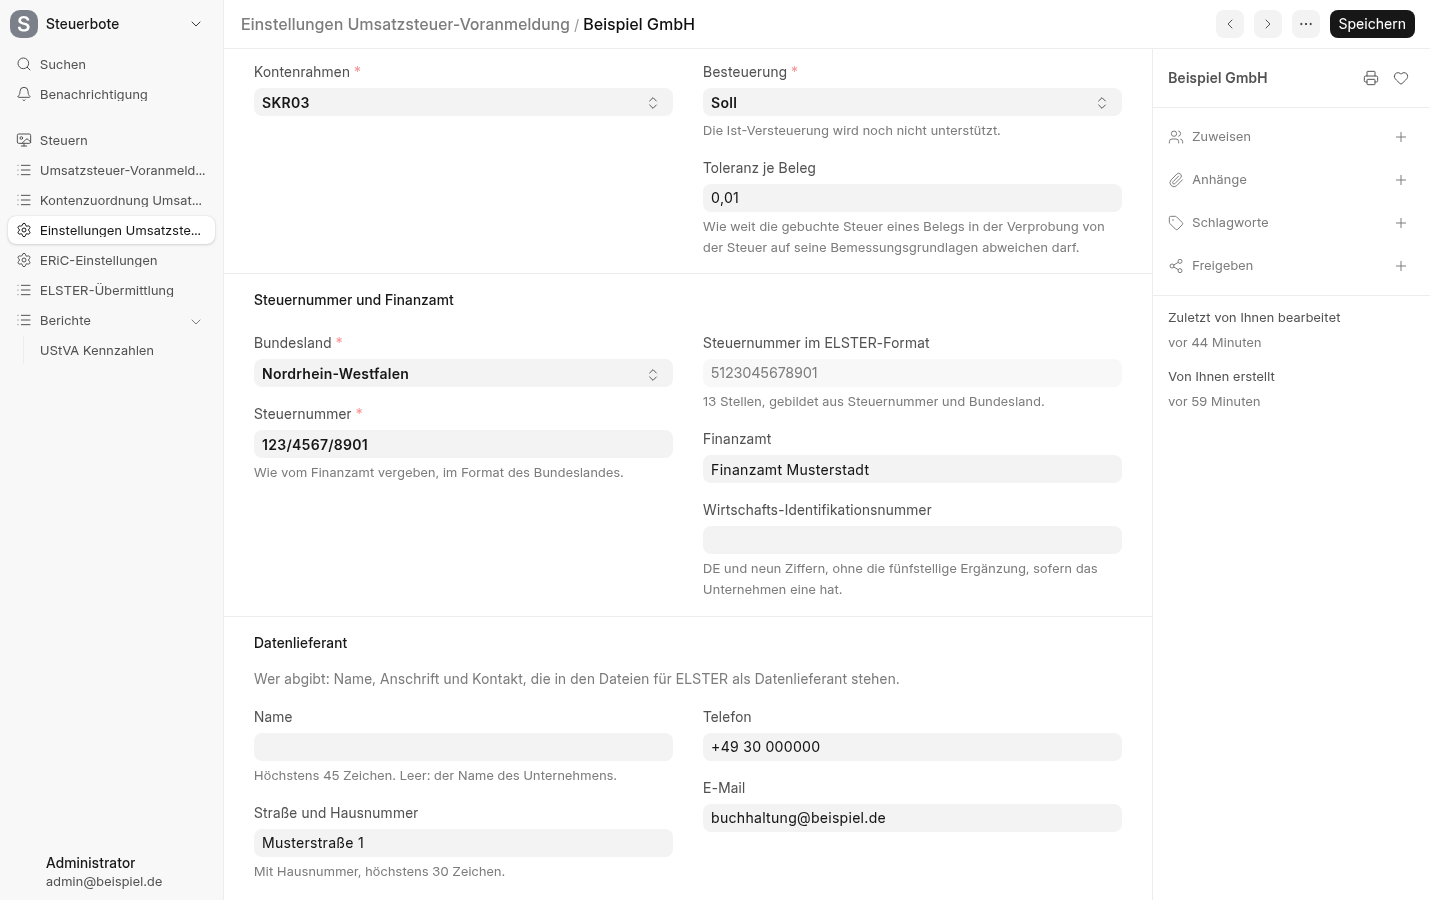 S Steuerbote
Suchen
Benachrichtigung
Steuern
Umsatzsteuer-Voranmeld...
Kontenzuordnung Umsat...
Einstellungen Umsatzste...
ERiC-Einstellungen
ELSTER-Übermittlung
Berichte
UStVA Kennzahlen
Administrator
admin@beispiel.de
Einstellungen Umsatzsteuer-Voranmeldung / Beispiel GmbH
Speichern
Kontenrahmen *
SKR03
Besteuerung *
Soll
Die Ist-Versteuerung wird noch nicht unterstützt.
Toleranz je Beleg
0,01
Wie weit die gebuchte Steuer eines Belegs in der Verprobung von
der Steuer auf seine Bemessungsgrundlagen abweichen darf.
Steuernummer und Finanzamt
Bundesland *
Nordrhein-Westfalen
Steuernummer *
123/4567/8901
Wie vom Finanzamt vergeben, im Format des Bundeslandes.
Steuernummer im ELSTER-Format
5123045678901
13 Stellen, gebildet aus Steuernummer und Bundesland.
Finanzamt
Finanzamt Musterstadt
Wirtschafts-Identifikationsnummer
DE und neun Ziffern, ohne die fünfstellige Ergänzung, sofern das
Unternehmen eine hat.
Datenlieferant
Wer abgibt: Name, Anschrift und Kontakt, die in den Dateien für ELSTER als Datenlieferant stehen.
Name
Höchstens 45 Zeichen. Leer: der Name des Unternehmens.
Straße und Hausnummer
Musterstraße 1
Mit Hausnummer, höchstens 30 Zeichen.
Telefon
+49 30 000000
E-Mail
buchhaltung@beispiel.de
Beispiel GmbH
Zuweisen
Anhänge
Schlagworte
Freigeben
Zuletzt von Ihnen bearbeitet
vor 44 Minuten
Von Ihnen erstellt
vor 59 Minuten